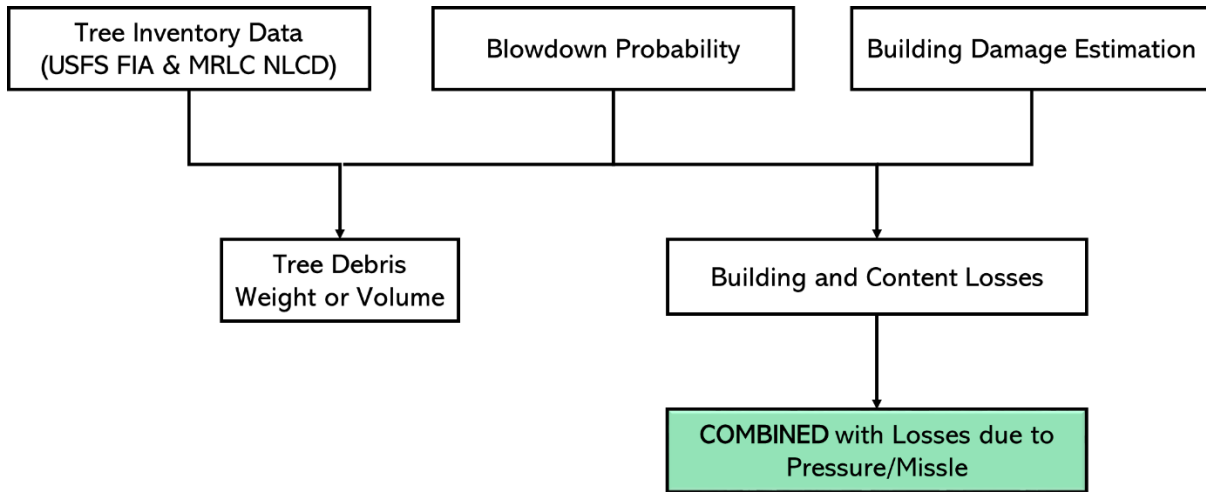 Tree Inventory Data
(USFS FIA & MRLC NLCD)
Blowdown Probability
Building Damage Estimation
Tree Debris
Weight or Volume
Building and Content Losses
COMBINED with Losses due to
Pressure/Missle